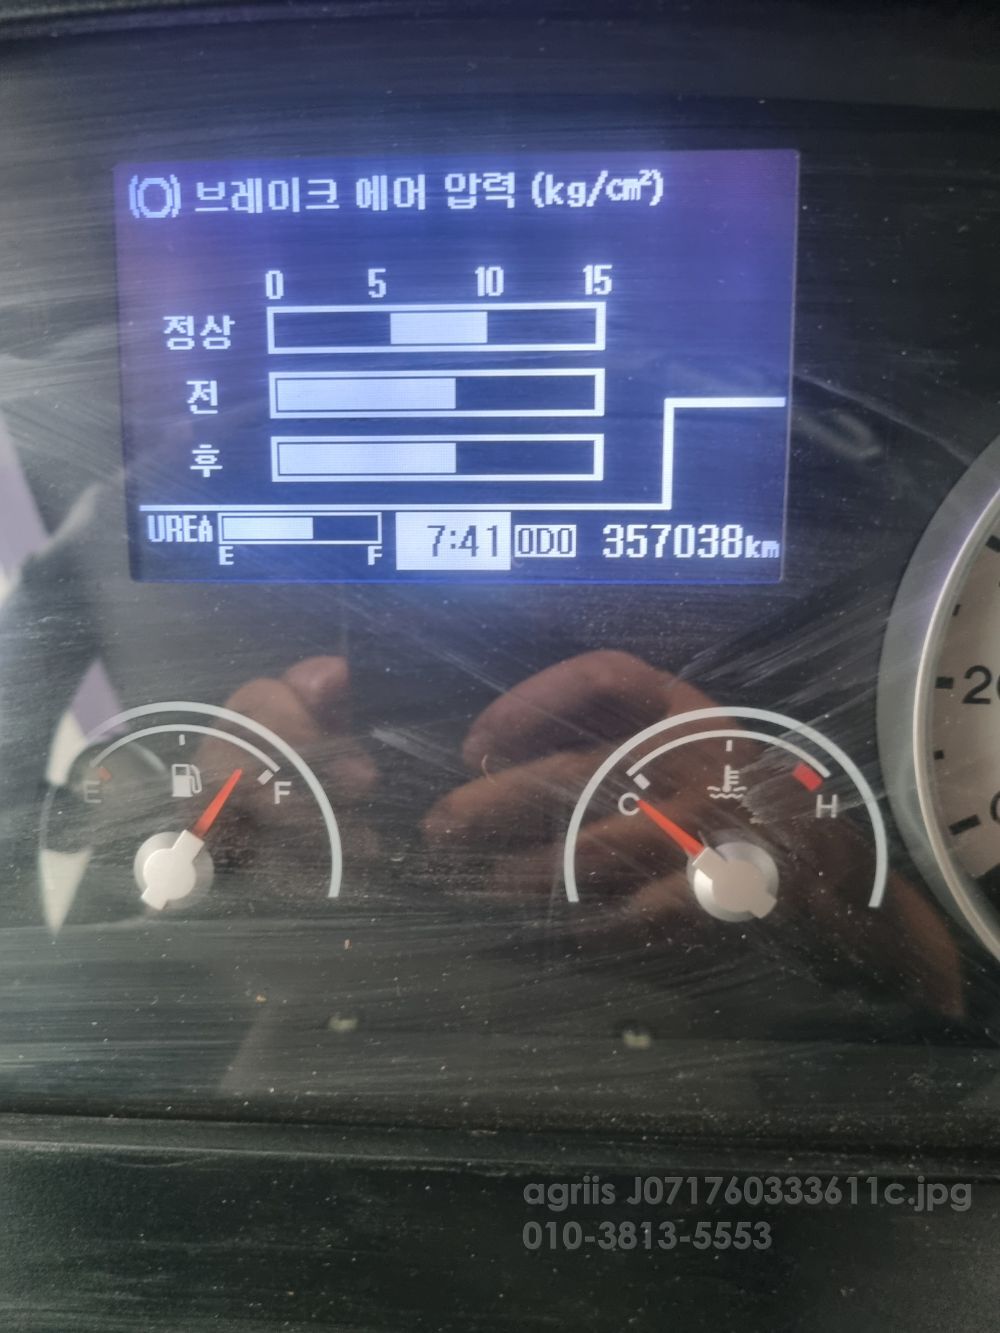 브레이크 에어 압력 (kg/cm²)
0 5 10 15
정상
전
후
UREA E F 7:41 ODO 357038km
E F
C H
20
agriis J071760333611c.jpg
010-3813-5553